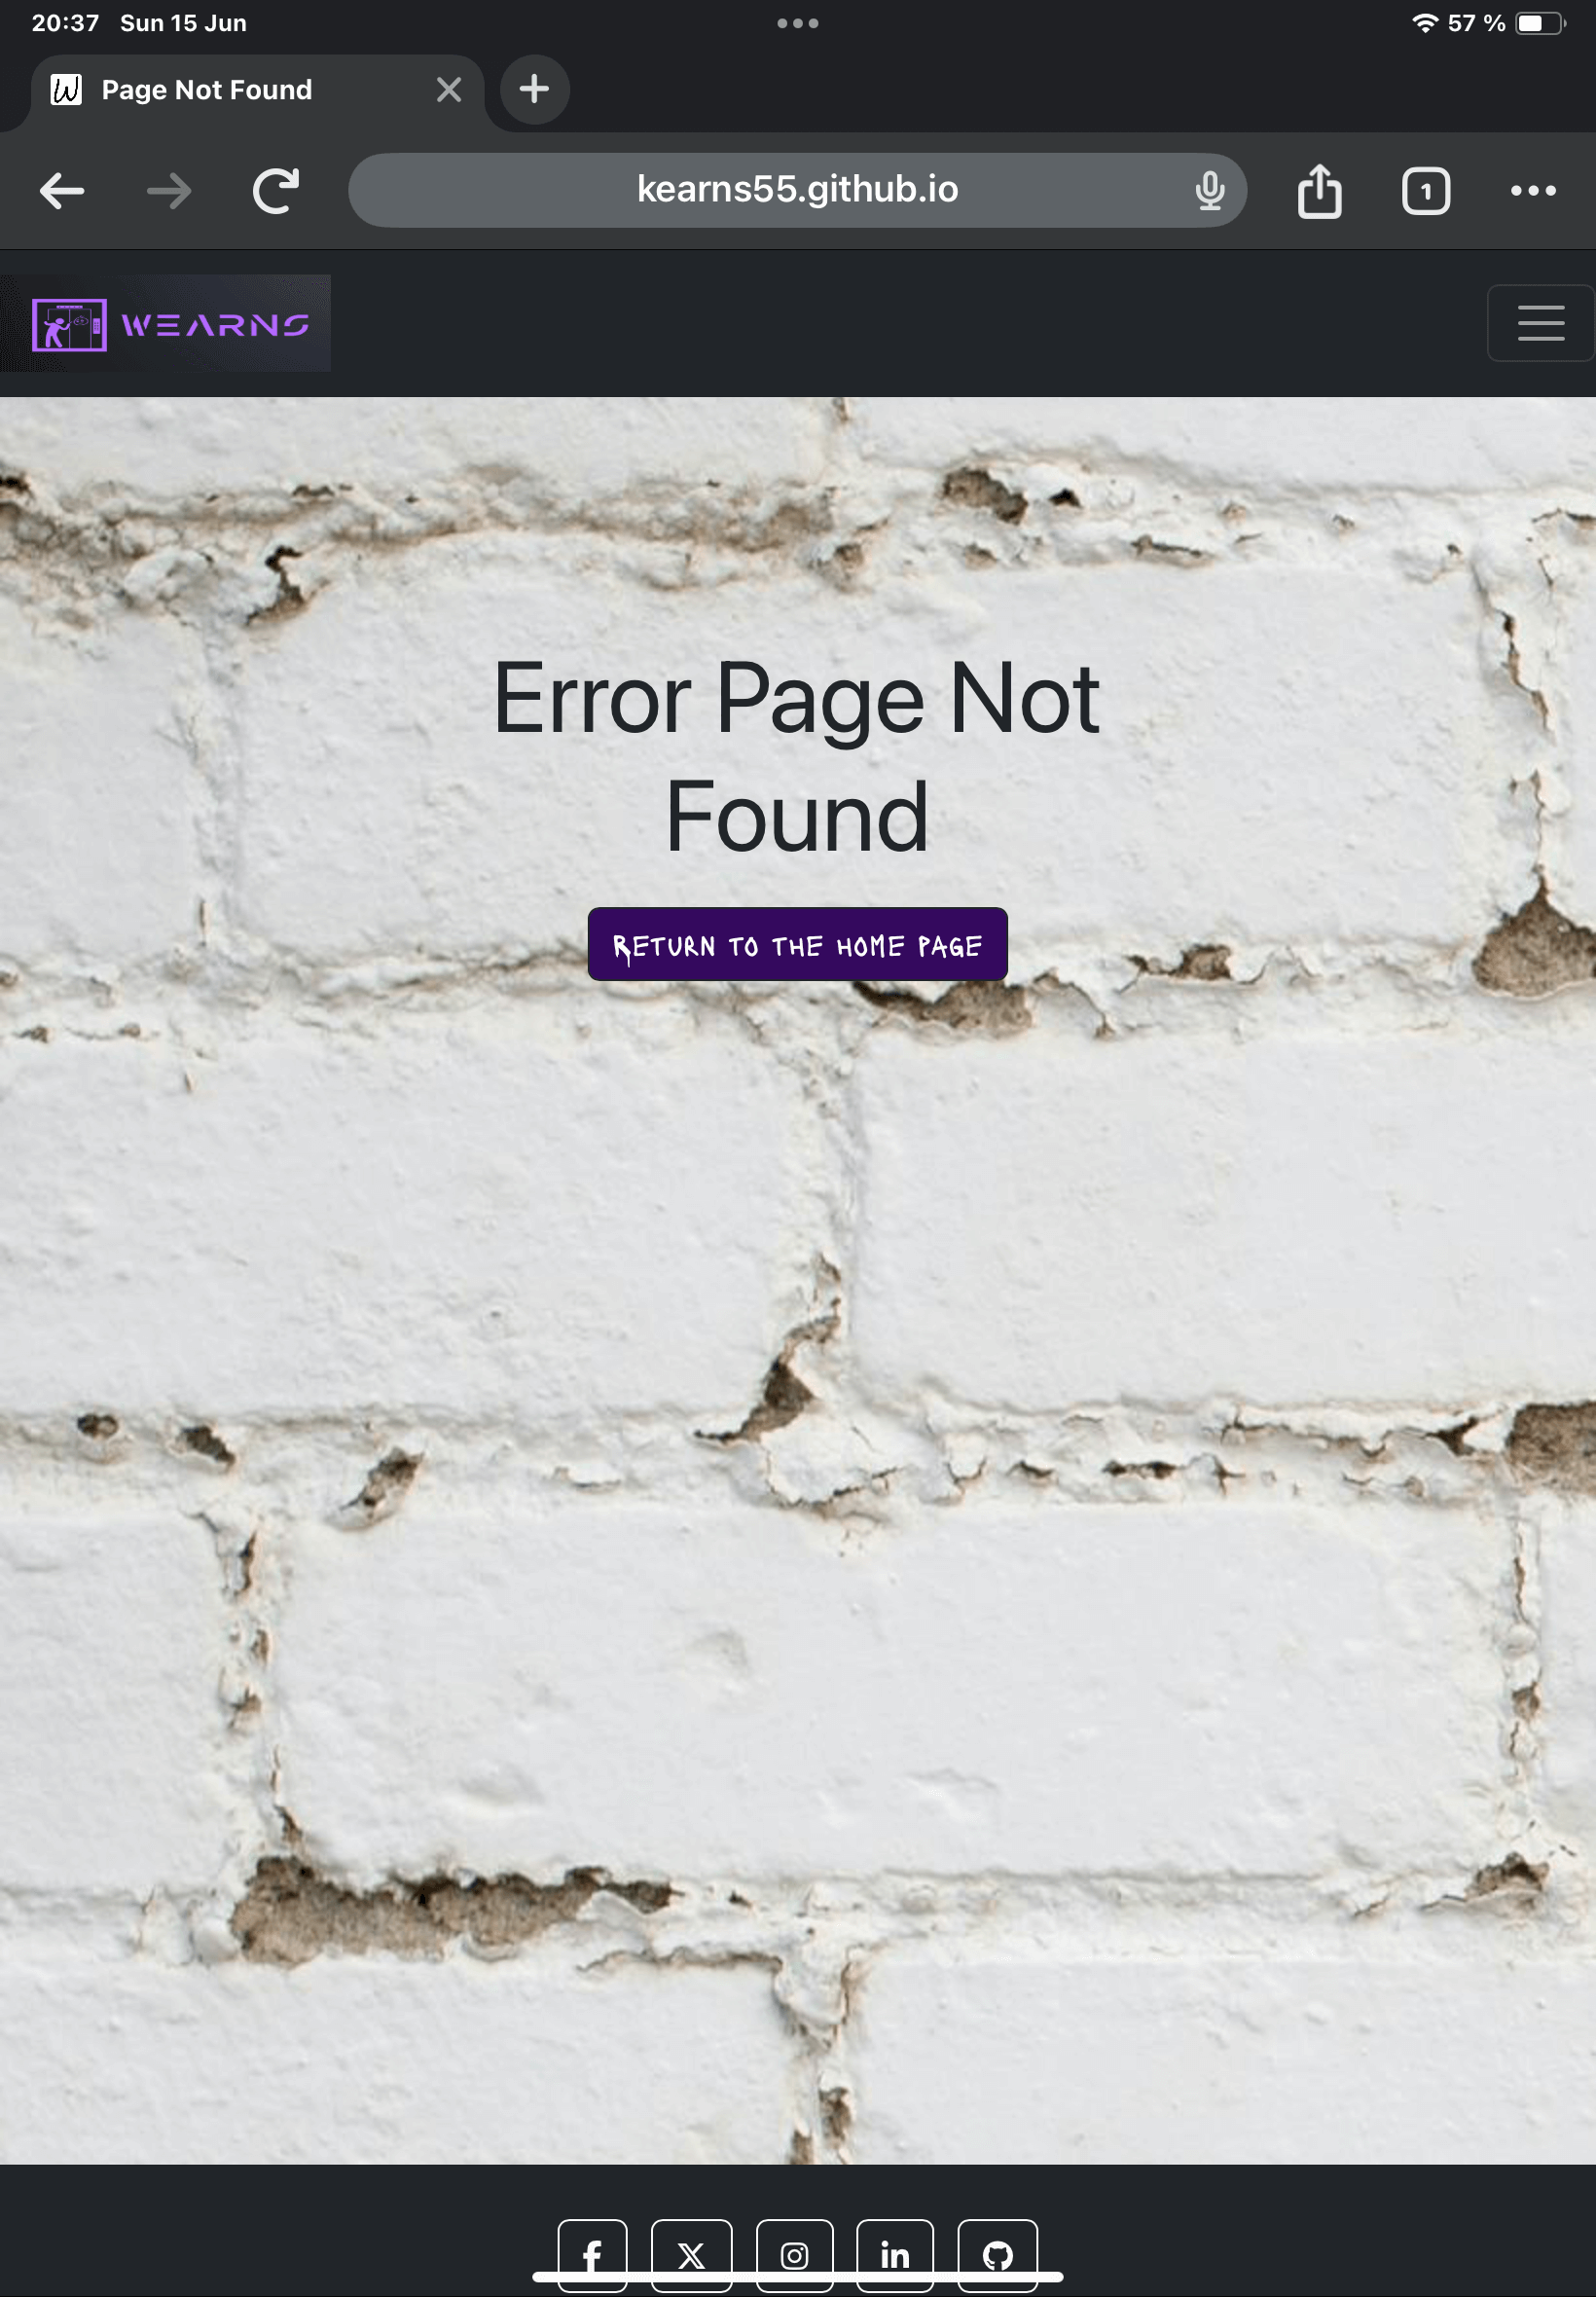 20:37 Sun 15 Jun
57 %
Page Not Found
kearns55.github.io
1
WEARNS
Error Page Not
Found
Return to the home page